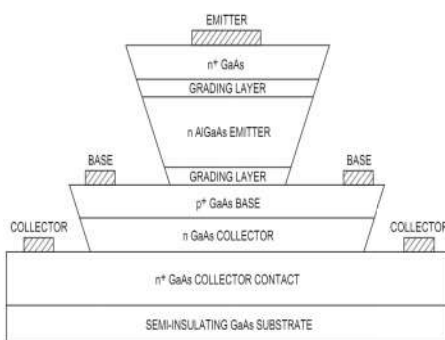 EMITTER
n⁺ GaAs
GRADING LAYER
n AlGaAs EMITTER
BASE
BASE
GRADING LAYER
p⁺ GaAs BASE
COLLECTOR
COLLECTOR
n GaAs COLLECTOR
n⁺ GaAs COLLECTOR CONTACT
SEMI-INSULATING GaAs SUBSTRATE